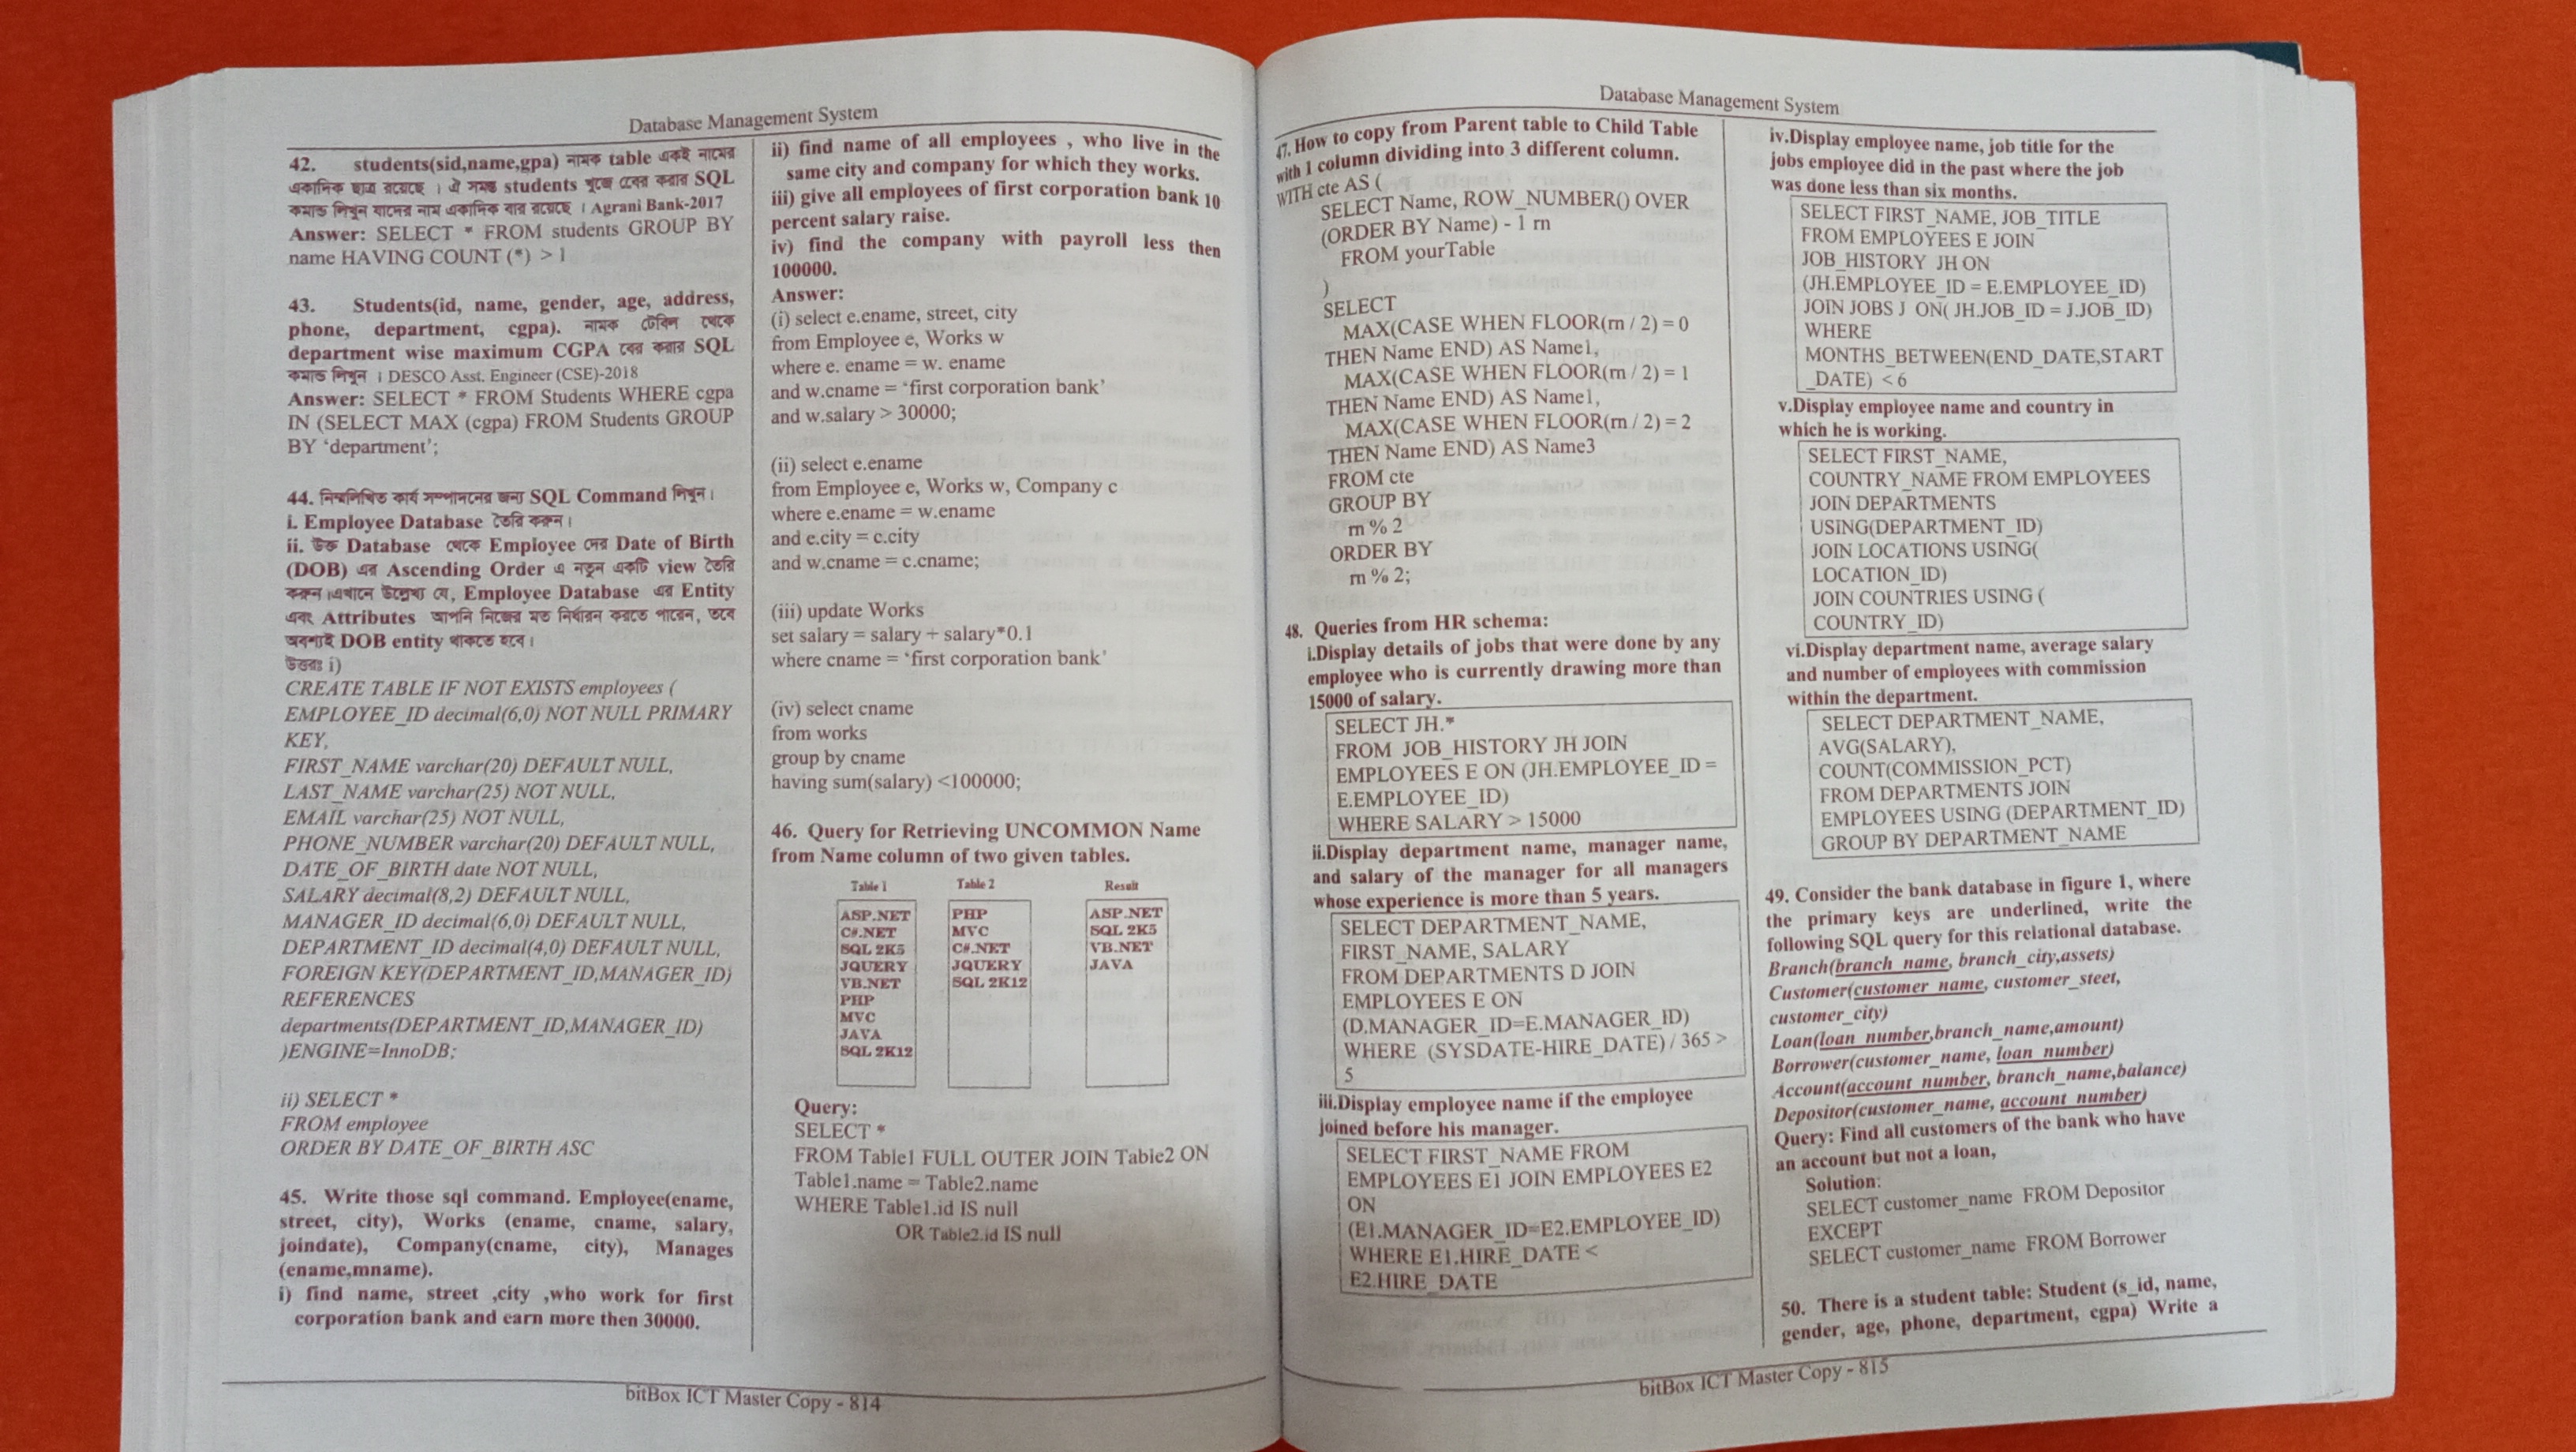 Database Management System
42. students(sid,name,gpa) নামক table একই নামের
একাদিক ছাত্র রয়েছে । ঐ সমস্ত students খুজে বের করার SQL
কমান্ড লিখুন যাদের নাম একাদিক বার রয়েছে । Agrani Bank-2017
Answer: SELECT * FROM students GROUP BY
name HAVING COUNT (*) > 1
43. Students(id, name, gender, age, address,
phone, department, cgpa). নামক টেবিল থেকে
department wise maximum CGPA বের করার SQL
কমান্ড লিখুন । DESCO Asst. Engineer (CSE)-2018
Answer: SELECT * FROM Students WHERE cgpa
IN (SELECT MAX (cgpa) FROM Students GROUP
BY ‘department’;
44. নিম্মলিখিত কার্য সম্পাদনের জন্য SQL Command লিখুন।
i. Employee Database তৈরি করুন।
ii. উক্ত Database থেকে Employee দের Date of Birth
(DOB) এর Ascending Order এ নতুন একটি view তৈরি
করুন।এখানে উল্লেখ্য যে, Employee Database এর Entity
এবং Attributes আপনি নিজের মত নির্ধারন করতে পারেন, তবে
অবশ্যই DOB entity থাকতে হবে।
উত্তরঃ i)
CREATE TABLE IF NOT EXISTS employees (
EMPLOYEE_ID decimal(6,0) NOT NULL PRIMARY
KEY,
FIRST_NAME varchar(20) DEFAULT NULL,
LAST_NAME varchar(25) NOT NULL,
EMAIL varchar(25) NOT NULL,
PHONE_NUMBER varchar(20) DEFAULT NULL,
DATE_OF_BIRTH date NOT NULL,
SALARY decimal(8,2) DEFAULT NULL,
MANAGER_ID decimal(6,0) DEFAULT NULL,
DEPARTMENT_ID decimal(4,0) DEFAULT NULL,
FOREIGN KEY(DEPARTMENT_ID,MANAGER_ID)
REFERENCES
departments(DEPARTMENT_ID,MANAGER_ID)
)ENGINE=InnoDB;
ii) SELECT *
FROM employee
ORDER BY DATE_OF_BIRTH ASC
45. Write those sql command. Employee(ename,
street, city), Works (ename, cname, salary,
joindate), Company(cname, city), Manages
(ename,mname).
i) find name, street ,city ,who work for first
corporation bank and earn more then 30000.
ii) find name of all employees , who live in the
same city and company for which they works.
iii) give all employees of first corporation bank 10
percent salary raise.
iv) find the company with payroll less then
100000.
Answer:
(i) select e.ename, street, city
from Employee e, Works w
where e. ename = w. ename
and w.cname = ‘first corporation bank’
and w.salary > 30000;
(ii) select e.ename
from Employee e, Works w, Company c
where e.ename = w.ename
and e.city = c.city
and w.cname = c.cname;
(iii) update Works
set salary = salary + salary*0.1
where cname = ‘first corporation bank’
(iv) select cname
from works
group by cname
having sum(salary) <100000;
46. Query for Retrieving UNCOMMON Name
from Name column of two given tables.
Table 1 Table 2 Result
ASP.NET PHP ASP.NET
C#.NET MVC SQL 2K5
SQL 2K5 C#.NET VB.NET
JQUERY JQUERY JAVA
VB.NET SQL 2K12
PHP
MVC
JAVA
SQL 2K12
Query:
SELECT *
FROM Table1 FULL OUTER JOIN Table2 ON
Table1.name = Table2.name
WHERE Table1.id IS null
OR Table2.id IS null
bitBox ICT Master Copy - 814
Database Management System
47. How to copy from Parent table to Child Table
with 1 column dividing into 3 different column.
WITH cte AS (
SELECT Name, ROW_NUMBER() OVER
(ORDER BY Name) - 1 rn
FROM yourTable
)
SELECT
MAX(CASE WHEN FLOOR(rn / 2) = 0
THEN Name END) AS Name1,
MAX(CASE WHEN FLOOR(rn / 2) = 1
THEN Name END) AS Name1,
MAX(CASE WHEN FLOOR(rn / 2) = 2
THEN Name END) AS Name3
FROM cte
GROUP BY
rn % 2
ORDER BY
rn % 2;
48. Queries from HR schema:
i.Display details of jobs that were done by any
employee who is currently drawing more than
15000 of salary.
SELECT JH.*
FROM JOB_HISTORY JH JOIN
EMPLOYEES E ON (JH.EMPLOYEE_ID =
E.EMPLOYEE_ID)
WHERE SALARY > 15000
ii.Display department name, manager name,
and salary of the manager for all managers
whose experience is more than 5 years.
SELECT DEPARTMENT_NAME,
FIRST_NAME, SALARY
FROM DEPARTMENTS D JOIN
EMPLOYEES E ON
(D.MANAGER_ID=E.MANAGER_ID)
WHERE (SYSDATE-HIRE_DATE) / 365 >
5
iii.Display employee name if the employee
joined before his manager.
SELECT FIRST_NAME FROM
EMPLOYEES E1 JOIN EMPLOYEES E2
ON
(E1.MANAGER_ID=E2.EMPLOYEE_ID)
WHERE E1.HIRE_DATE <
E2.HIRE_DATE
iv.Display employee name, job title for the
jobs employee did in the past where the job
was done less than six months.
SELECT FIRST_NAME, JOB_TITLE
FROM EMPLOYEES E JOIN
JOB_HISTORY JH ON
(JH.EMPLOYEE_ID = E.EMPLOYEE_ID)
JOIN JOBS J ON( JH.JOB_ID = J.JOB_ID)
WHERE
MONTHS_BETWEEN(END_DATE,START
_DATE) < 6
v.Display employee name and country in
which he is working.
SELECT FIRST_NAME,
COUNTRY_NAME FROM EMPLOYEES
JOIN DEPARTMENTS
USING(DEPARTMENT_ID)
JOIN LOCATIONS USING(
LOCATION_ID)
JOIN COUNTRIES USING (
COUNTRY_ID)
vi.Display department name, average salary
and number of employees with commission
within the department.
SELECT DEPARTMENT_NAME,
AVG(SALARY),
COUNT(COMMISSION_PCT)
FROM DEPARTMENTS JOIN
EMPLOYEES USING (DEPARTMENT_ID)
GROUP BY DEPARTMENT_NAME
49. Consider the bank database in figure 1, where
the primary keys are underlined, write the
following SQL query for this relational database.
Branch(branch_name, branch_city,assets)
Customer(customer_name, customer_steet,
customer_city)
Loan(loan_number,branch_name,amount)
Borrower(customer_name, loan_number)
Account(account_number, branch_name,balance)
Depositor(customer_name, account_number)
Query: Find all customers of the bank who have
an account but not a loan,
Solution:
SELECT customer_name FROM Depositor
EXCEPT
SELECT customer_name FROM Borrower
50. There is a student table: Student (s_id, name,
gender, age, phone, department, cgpa) Write a
bitBox ICT Master Copy - 815